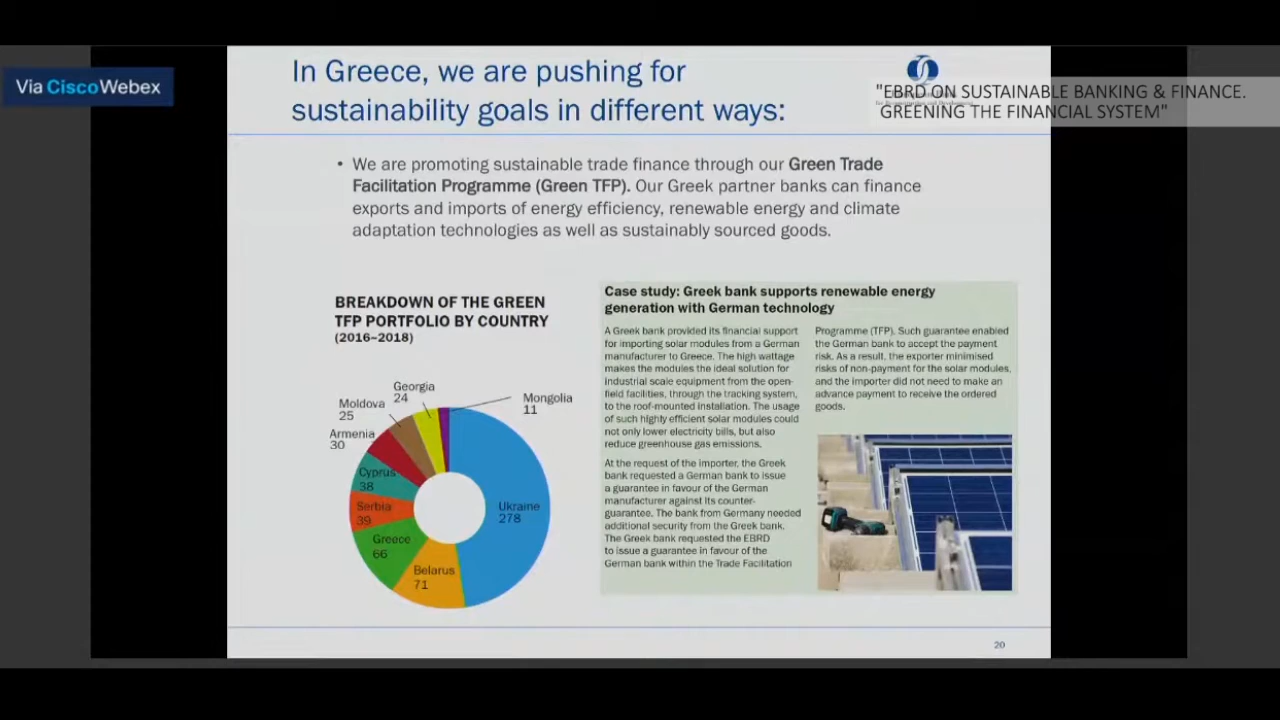 Via CiscoWebex
In Greece, we are pushing for
sustainability goals in different ways:
"EBRD ON SUSTAINABLE BANKING & FINANCE.
GREENING THE FINANCIAL SYSTEM"
• We are promoting sustainable trade finance through our Green Trade
Facilitation Programme (Green TFP). Our Greek partner banks can finance
exports and imports of energy efficiency, renewable energy and climate
adaptation technologies as well as sustainably sourced goods.
BREAKDOWN OF THE GREEN
TFP PORTFOLIO BY COUNTRY
(2016–2018)
Georgia
24
Mongolia
11
Moldova
25
Armenia
30
Cyprus
38
Serbia
39
Ukraine
278
Greece
66
Belarus
71
Case study: Greek bank supports renewable energy
generation with German technology
A Greek bank provided its financial support
for importing solar modules from a German
manufacturer to Greece. The high wattage
makes the modules the ideal solution for
industrial scale equipment from the open-
field facilities, through the tracking system,
to the roof-mounted installation. The usage
of such highly efficient solar modules could
not only lower electricity bills, but also
reduce greenhouse gas emissions.
At the request of the importer, the Greek
bank requested a German bank to issue
a guarantee in favour of the German
manufacturer against its counter-
guarantee. The bank from Germany needed
additional security from the Greek bank.
The Greek bank requested the EBRD
to issue a guarantee in favour of the
German bank within the Trade Facilitation
Programme (TFP). Such guarantee enabled
the German bank to accept the payment
risk. As a result, the exporter minimised
risks of non-payment for the solar modules,
and the importer did not need to make an
advance payment to receive the ordered
goods.
20